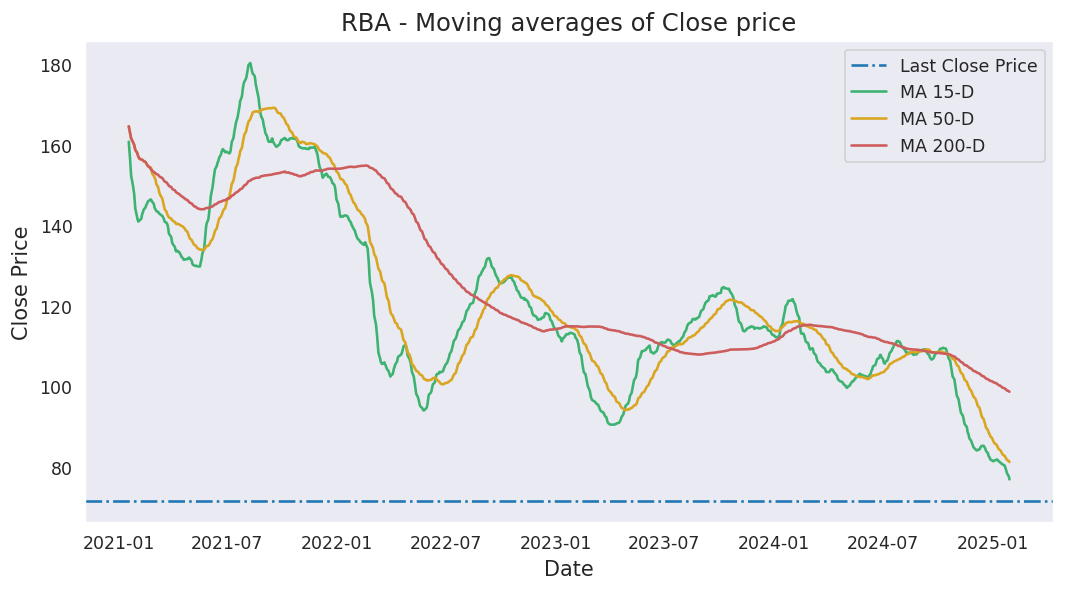 RBA - Moving averages of Close price
Last Close Price
MA 15-D
MA 50-D
MA 200-D
Close Price
180
160
140
120
100
80
2021-01 2021-07 2022-01 2022-07 2023-01 2023-07 2024-01 2024-07 2025-01
Date